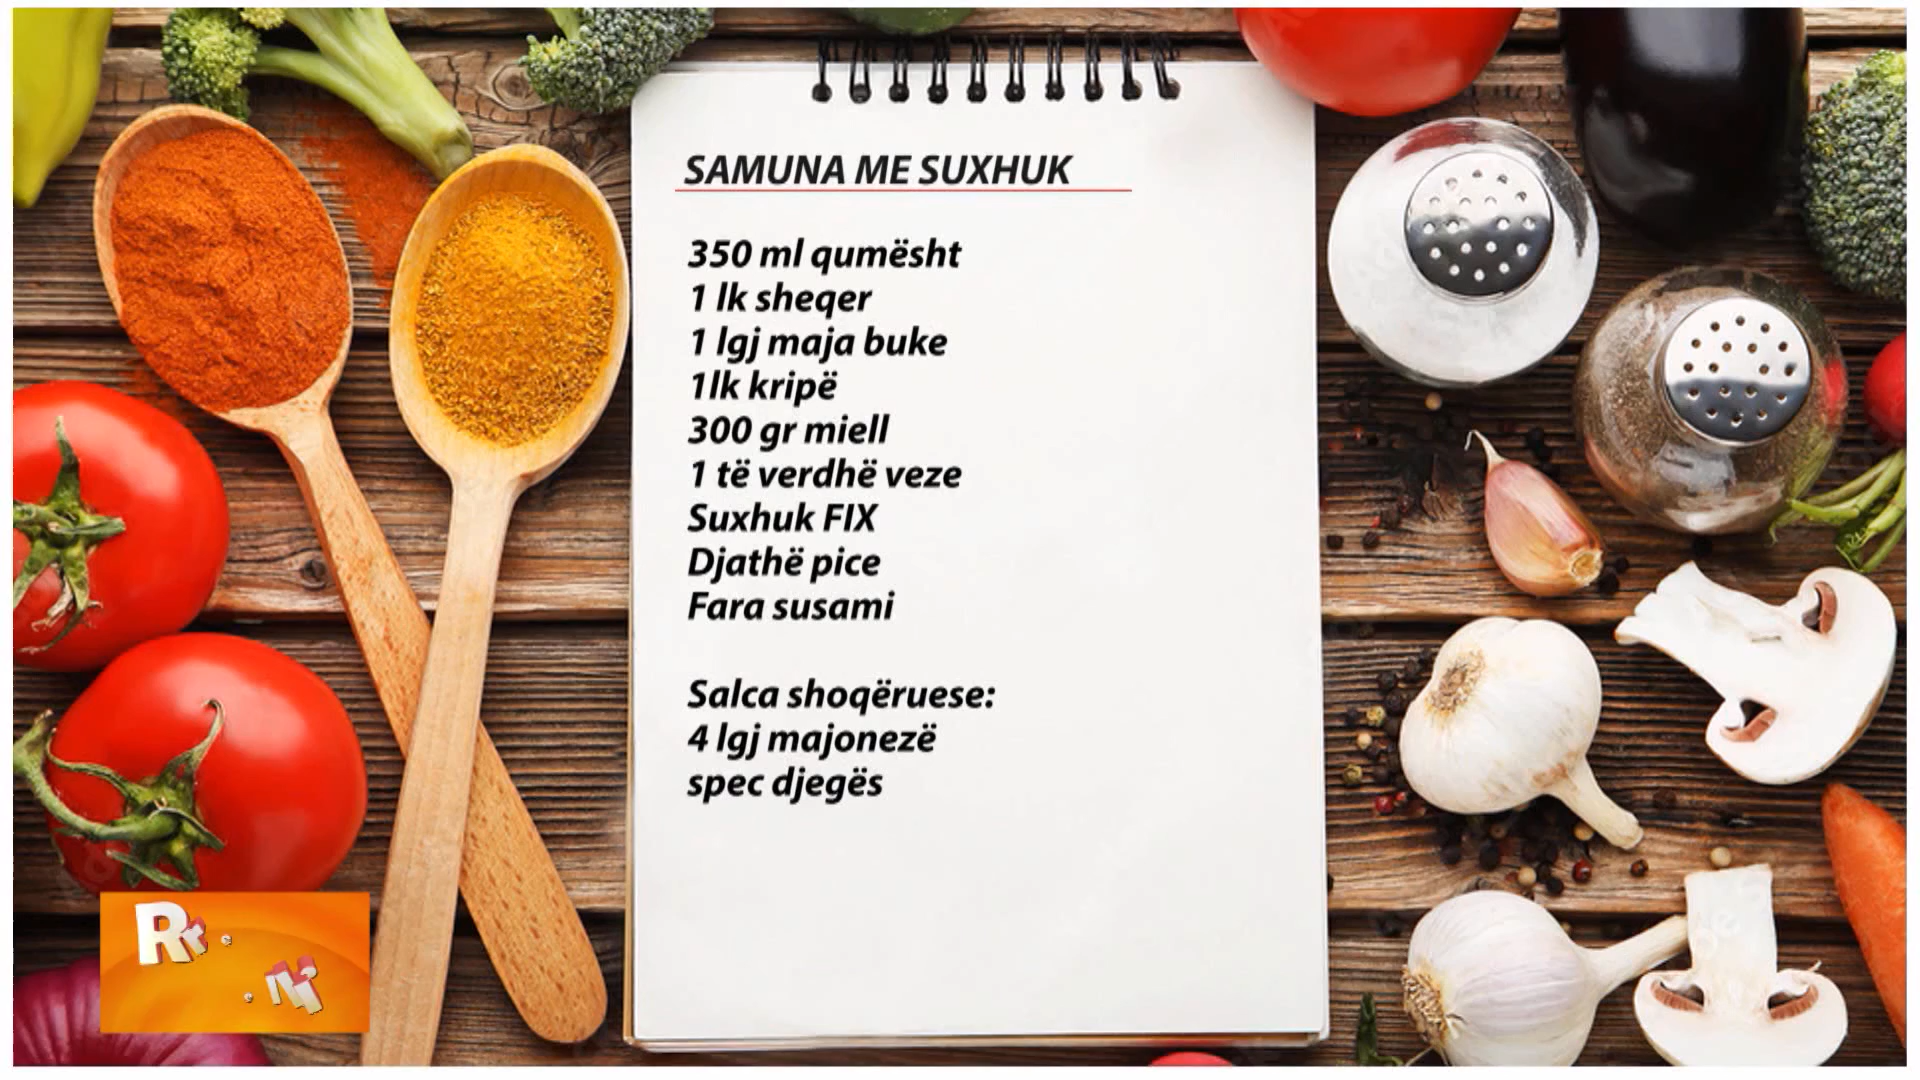 SAMUNA ME SUXHUK
350 ml qumësht
1 lk sheqer
1 lgj maja buke
1lk kripë
300 gr miell
1 të verdhë veze
Suxhuk FIX
Djathë pice
Fara susami
Salca shoqëruese:
4 lgj majonezë
spec djegës